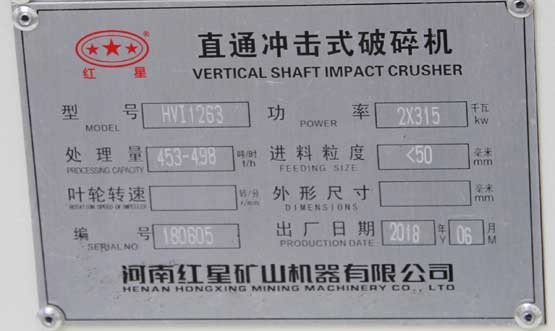 直通冲击式破碎机
VERTICAL SHAFT IMPACT CRUSHER
红 星
型 号 HVI1263 功 率 2X315 千瓦
MODEL POWER kw
处 理 量 453-498 吨/时 进 料 粒 度 <50 毫米
PROCESSING CAPACITY t/h FEEDING SIZE mm
叶轮转速 转/分 外 形 尺 寸 毫米
ROTATION SPEED OF IMPELLER r/min DIMENSIONS mm
编 号 180605 出 厂 日 期 2018 年 06 月
SERIAL NO PRODUCTION DATE Y M
河南红星矿山机器有限公司
HENAN HONGXING MINING MACHINERY CO., LTD.